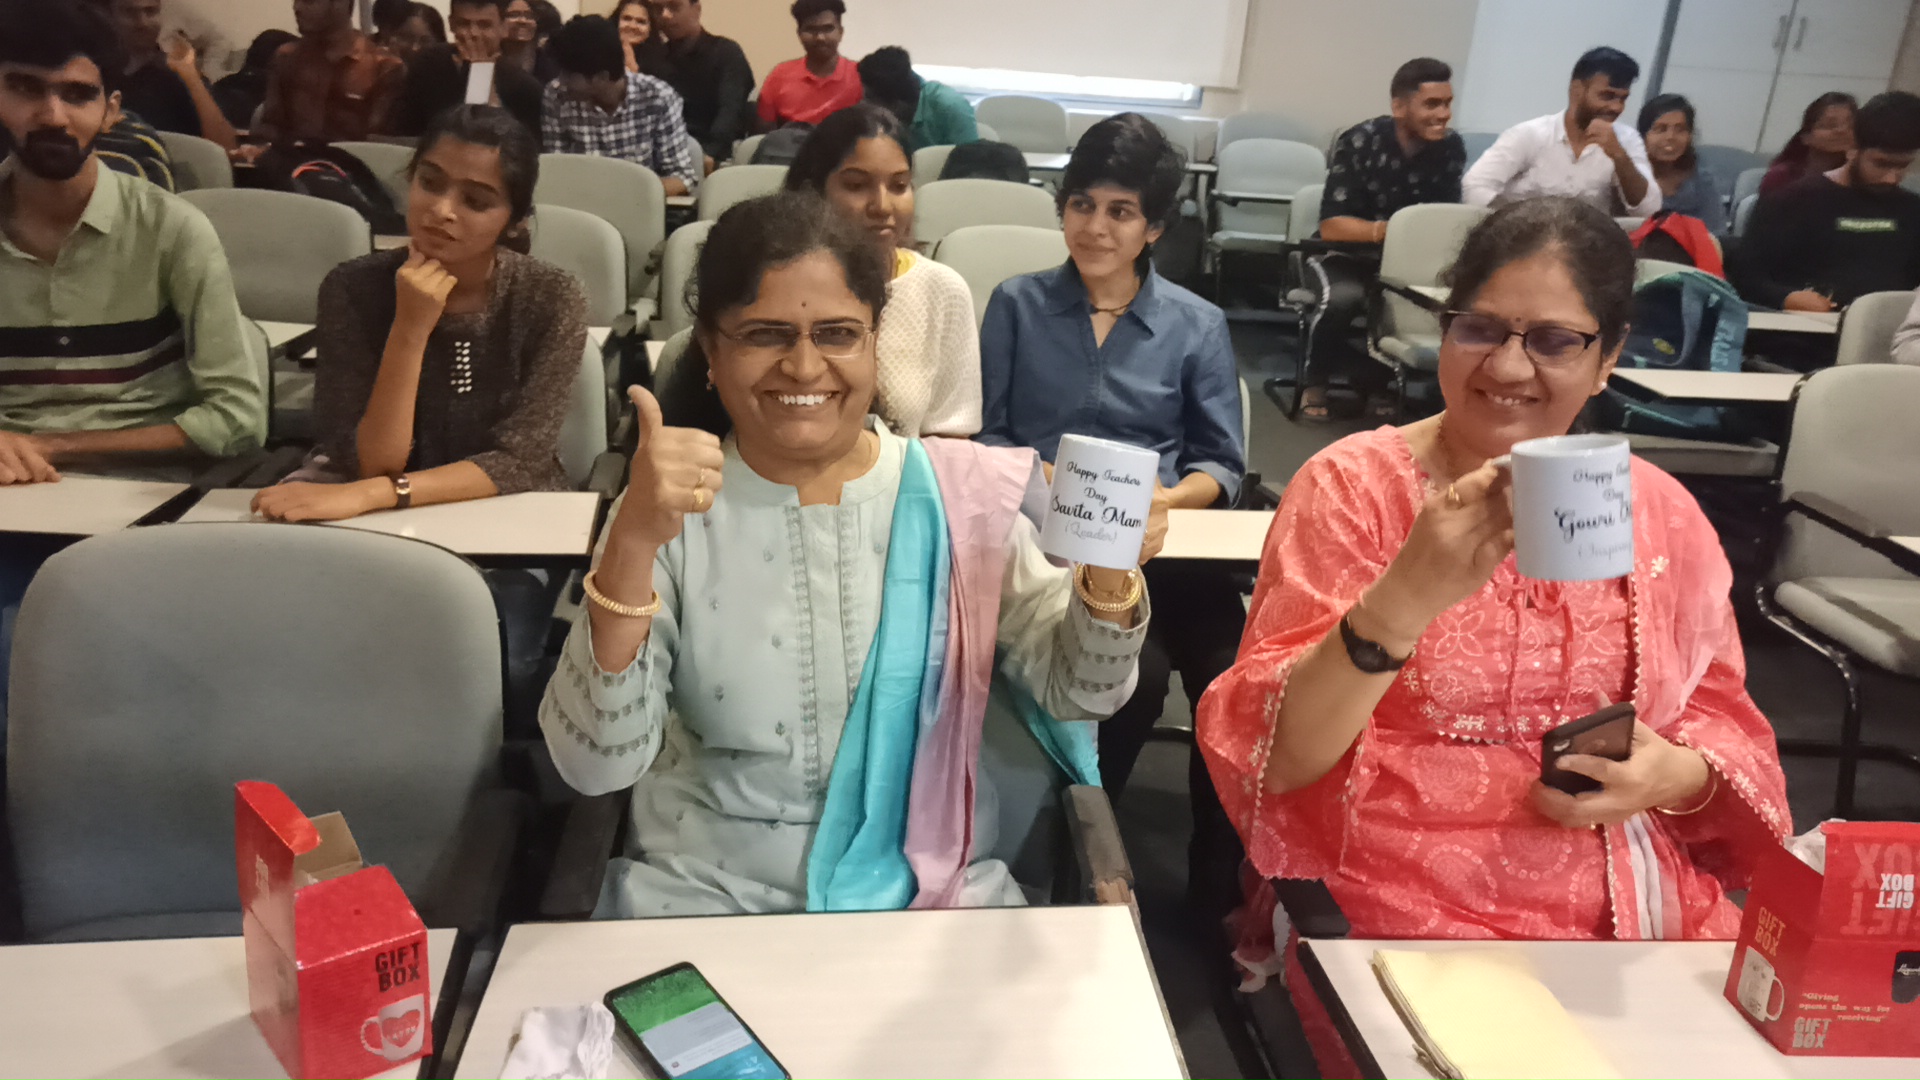 Happy Teachers
Day
Savita Mam
(Leader)
Happy
Day
Gouri
GIFT
BOX
GIFT
BOX
GIFT
BOX
"Giving
opens the way for
receiving"
GIFT
BOX